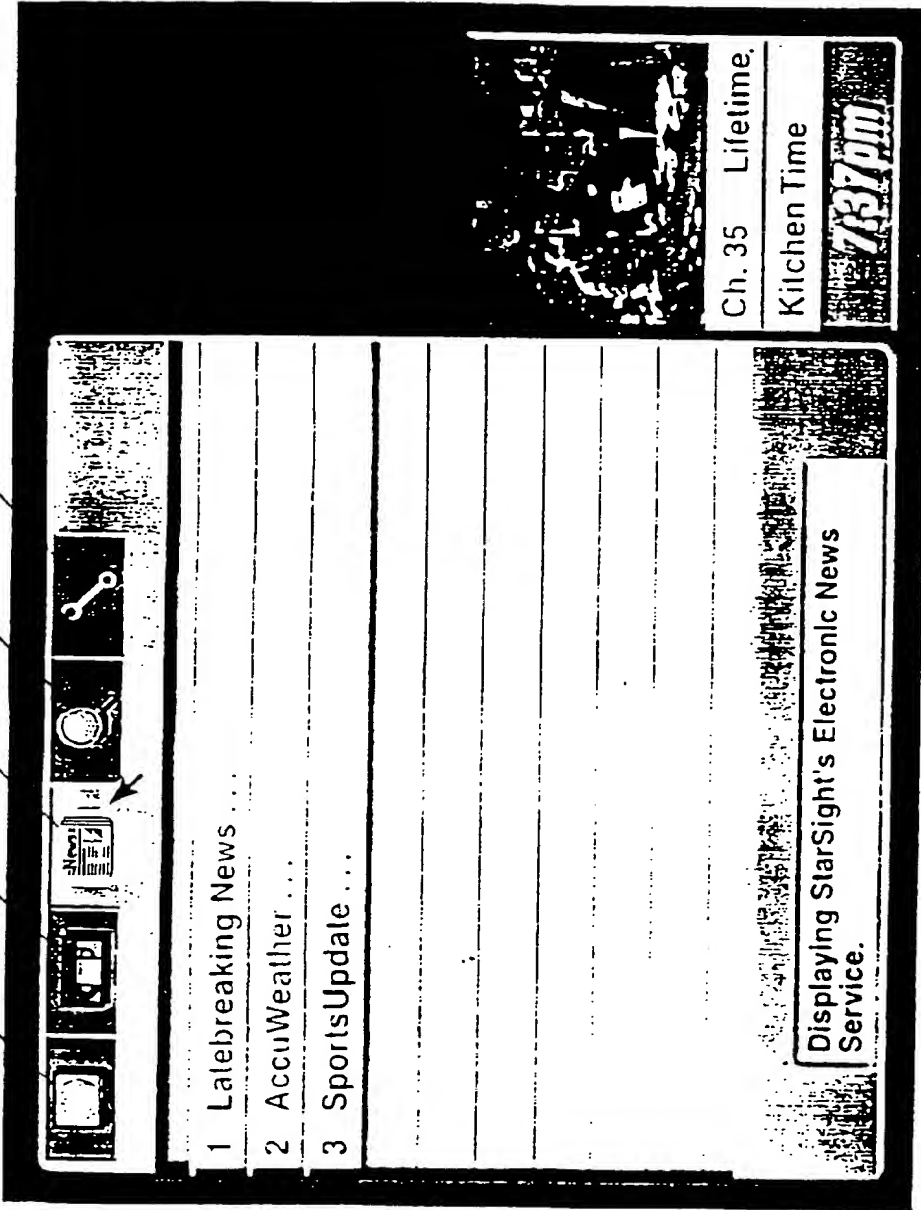 News
1 Latebreaking News ...
2 AccuWeather ...
3 SportsUpdate ...
Displaying StarSight's Electronic News
Service.
Ch. 35 Lifetime.
Kitchen Time
7:37pm